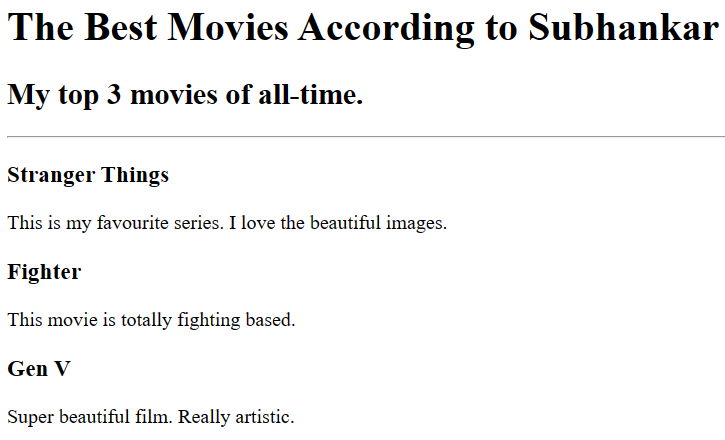 The Best Movies According to Subhankar
My top 3 movies of all-time.
Stranger Things
This is my favourite series. I love the beautiful images.
Fighter
This movie is totally fighting based.
Gen V
Super beautiful film. Really artistic.